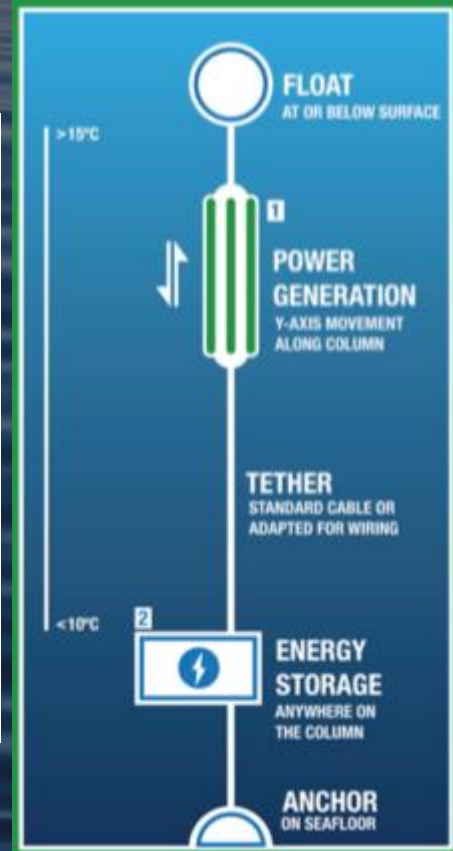 FLOAT
AT OR BELOW SURFACE
>15°C
1
POWER
GENERATION
Y-AXIS MOVEMENT
ALONG COLUMN
TETHER
STANDARD CABLE OR
ADAPTED FOR WIRING
<10°C
2
ENERGY
STORAGE
ANYWHERE ON
THE COLUMN
ANCHOR
ON SEAFLOOR